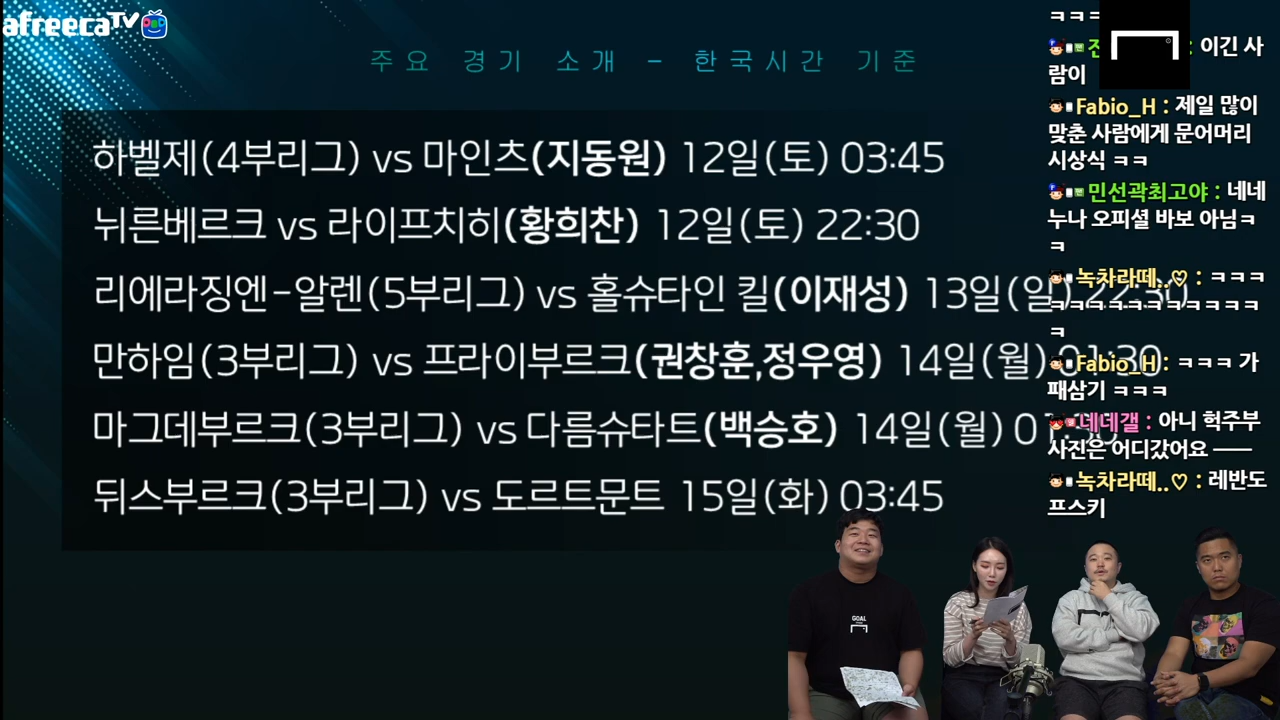 afreecaTV
주요 경기 소개 - 한국시간 기준
하벨제(4부리그) vs 마인츠(지동원) 12일(토) 03:45
뉘른베르크 vs 라이프치히(황희찬) 12일(토) 22:30
리에라징엔-알렌(5부리그) vs 홀슈타인 킬(이재성) 13일(일) 22:30
만하임(3부리그) vs 프라이부르크(권창훈,정우영) 14일(월) 01:30
마그데부르크(3부리그) vs 다름슈타트(백승호) 14일(월) 01:30
뒤스부르크(3부리그) vs 도르트문트 15일(화) 03:45
ㅋㅋㅋ
: 이긴 사
람이
Fabio_H : 제일 많이
맞춘 사람에게 문어머리
시상식 ㅋㅋ
민선곽최고야 : 네네
누나 오피셜 바보 아님ㅋ
ㅋ
녹차라떼..♡ : ㅋㅋㅋ
ㅋㅋㅋㅋㅋㅋㅋㅋㅋㅋㅋ
ㅋ
Fabio_H : ㅋㅋㅋ 가
패삼기 ㅋㅋㅋ
데데갤 : 아니 헉주부
사진은 어디갔어요 ㅡㅡ
녹차라떼..♡ : 레반도
프스키
GOAL